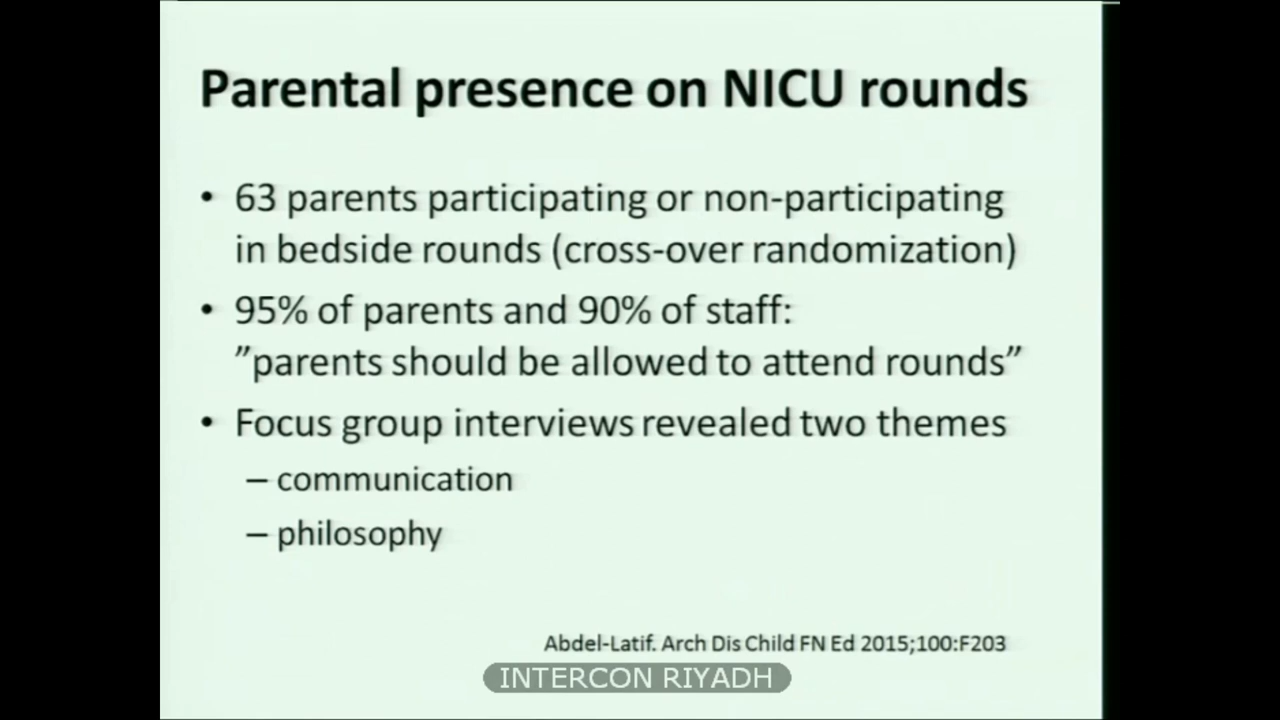 Parental presence on NICU rounds
• 63 parents participating or non-participating
in bedside rounds (cross-over randomization)
• 95% of parents and 90% of staff:
”parents should be allowed to attend rounds”
• Focus group interviews revealed two themes
– communication
– philosophy
Abdel-Latif. Arch Dis Child FN Ed 2015;100:F203
INTERCON RIYADH